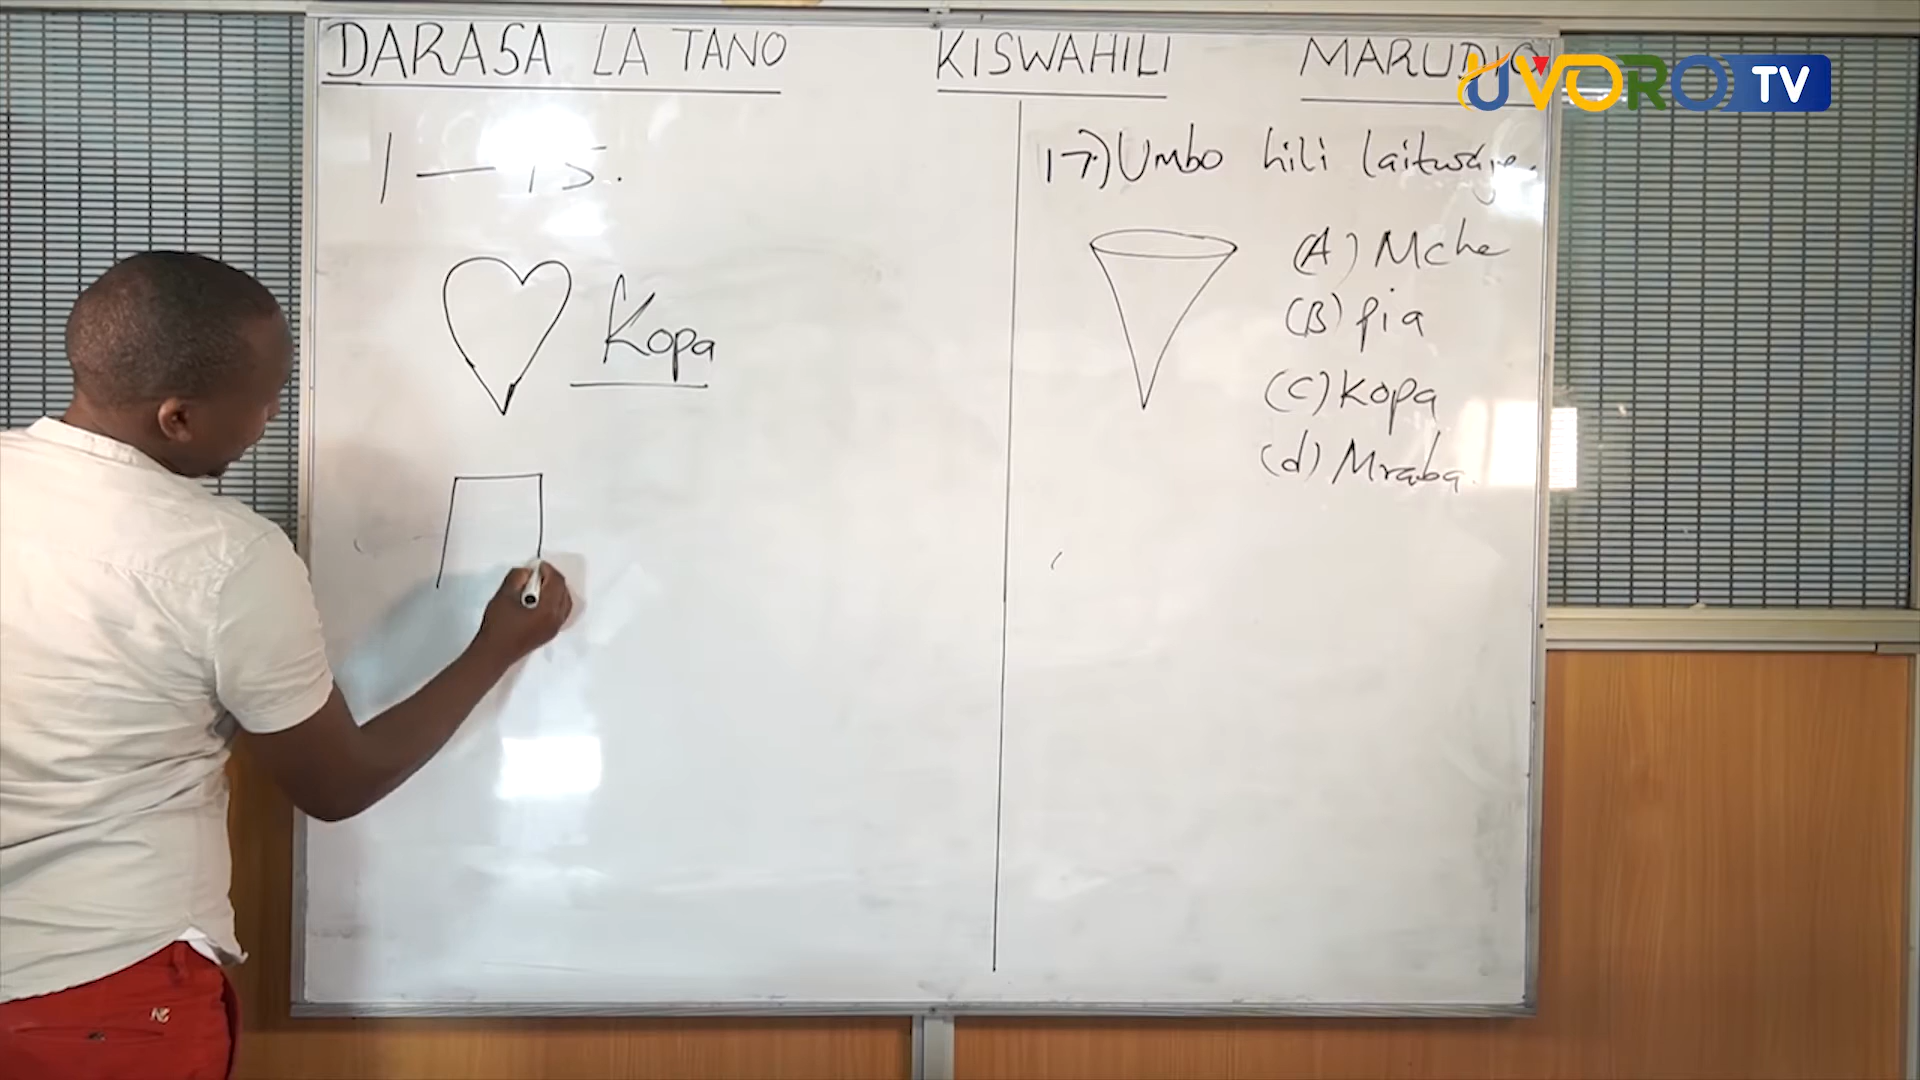 DARASA LA TANO KISWAHILI MARUDIO
UVORO TV
1 – 15.
Kopa
17.) Umbo hili laitwaje.
(A) Mche
(B) pia
(C) Kopa
(d) Mraba.